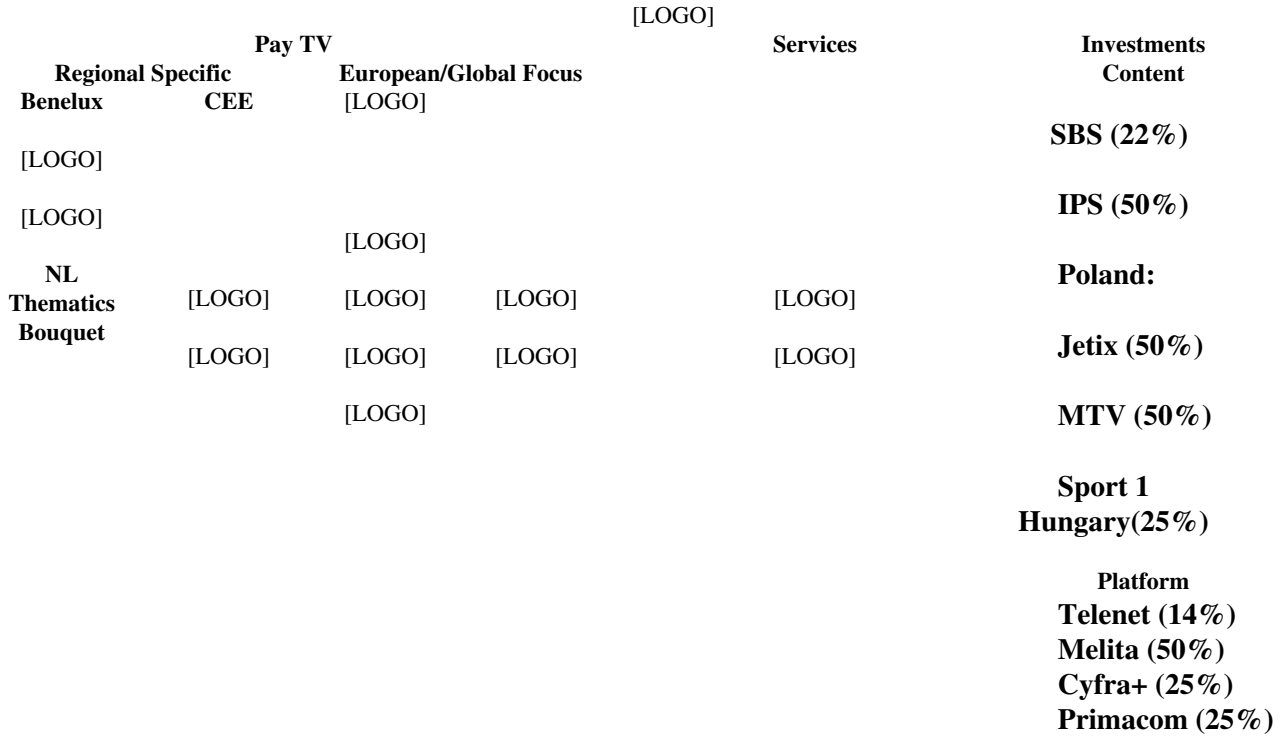 [LOGO]
Pay TV Services Investments
Regional Specific European/Global Focus Content
Benelux CEE [LOGO]
SBS (22%)
[LOGO]
IPS (50%)
[LOGO]
[LOGO]
NL Poland:
Thematics [LOGO] [LOGO] [LOGO] [LOGO]
Bouquet
Jetix (50%)
[LOGO] [LOGO] [LOGO] [LOGO]
[LOGO] MTV (50%)
Sport 1
Hungary(25%)
Platform
Telenet (14%)
Melita (50%)
Cyfra+ (25%)
Primacom (25%)